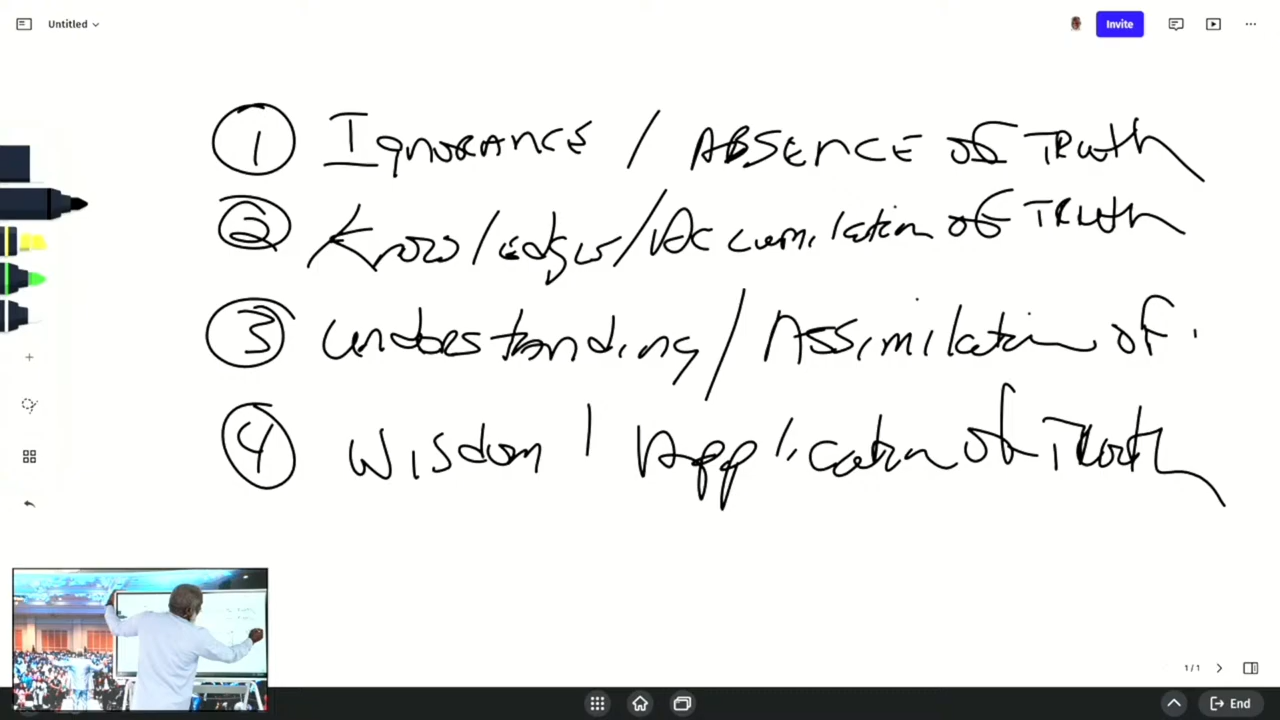 Untitled
Invite
① Ignorance / ABSENCE of Truth
② Knowledge / Accumilation of Truth
③ Understanding / Assimilation of
④ Wisdom | Application of Truth
1/1
End